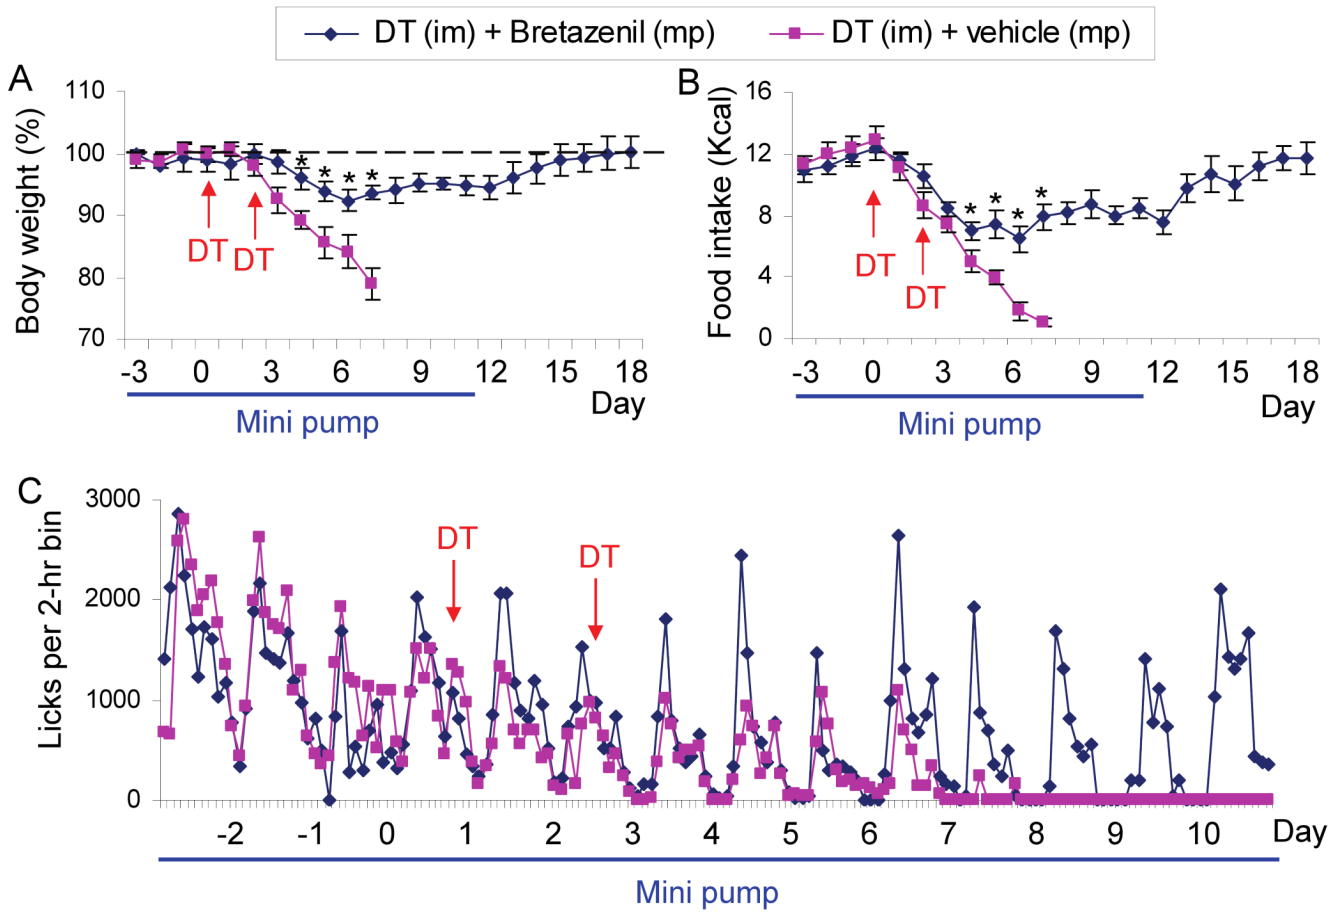 DT (im) + Bretazenil (mp) DT (im) + vehicle (mp)
A
Body weight (%)
110
100
90
80
70
* * * *
DT DT
-3 0 3 6 9 12 15 18
Day
Mini pump
B
Food intake (Kcal)
16
12
8
4
0
* * * *
DT
DT
-3 0 3 6 9 12 15 18
Day
Mini pump
C
Licks per 2-hr bin
3000
2000
1000
0
DT
DT
-2 -1 0 1 2 3 4 5 6 7 8 9 10 Day
Mini pump